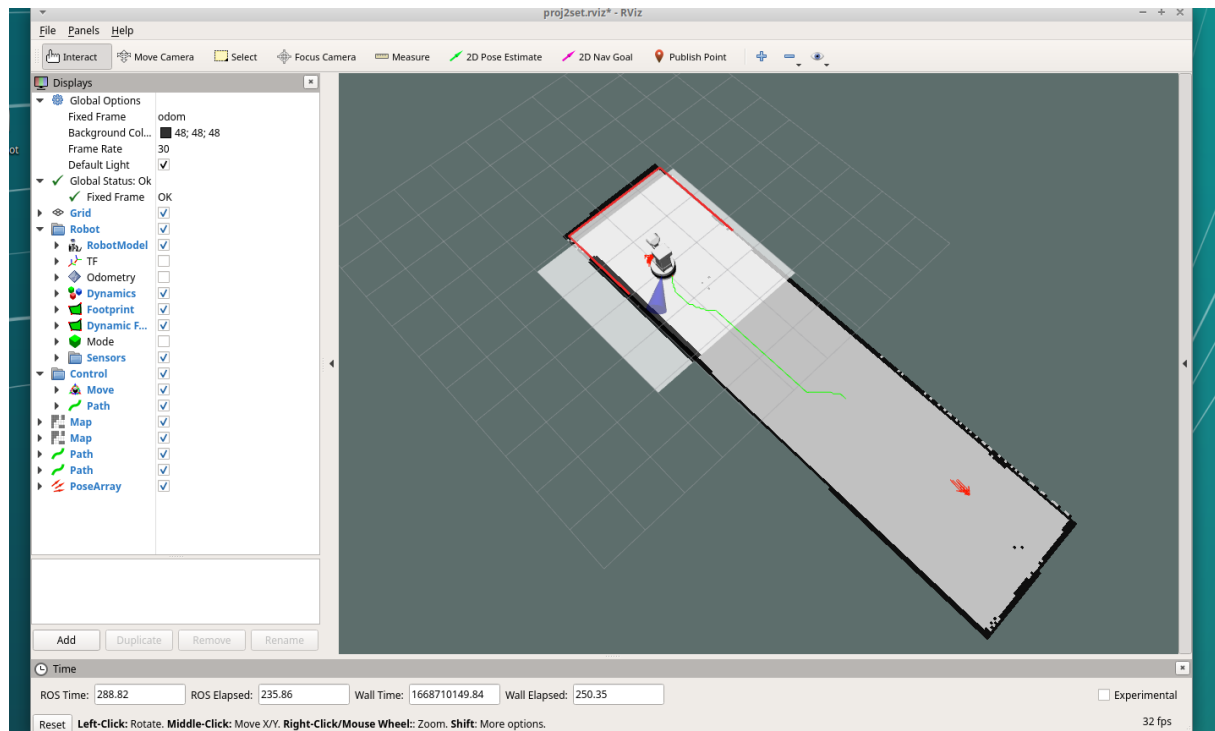 proj2set.rviz* - RViz
File Panels Help
Interact Move Camera Select Focus Camera Measure 2D Pose Estimate 2D Nav Goal Publish Point
Displays
Global Options
Fixed Frame odom
Background Col... 48; 48; 48
Frame Rate 30
Default Light
Global Status: Ok
Fixed Frame OK
Grid
Robot
RobotModel
TF
Odometry
Dynamics
Footprint
Dynamic F...
Mode
Sensors
Control
Move
Path
Map
Map
Path
Path
PoseArray
ot
Add Duplicate Remove Rename
Time
ROS Time: 288.82 ROS Elapsed: 235.86 Wall Time: 1668710149.84 Wall Elapsed: 250.35 Experimental
Reset Left-Click: Rotate. Middle-Click: Move X/Y. Right-Click/Mouse Wheel:: Zoom. Shift: More options. 32 fps